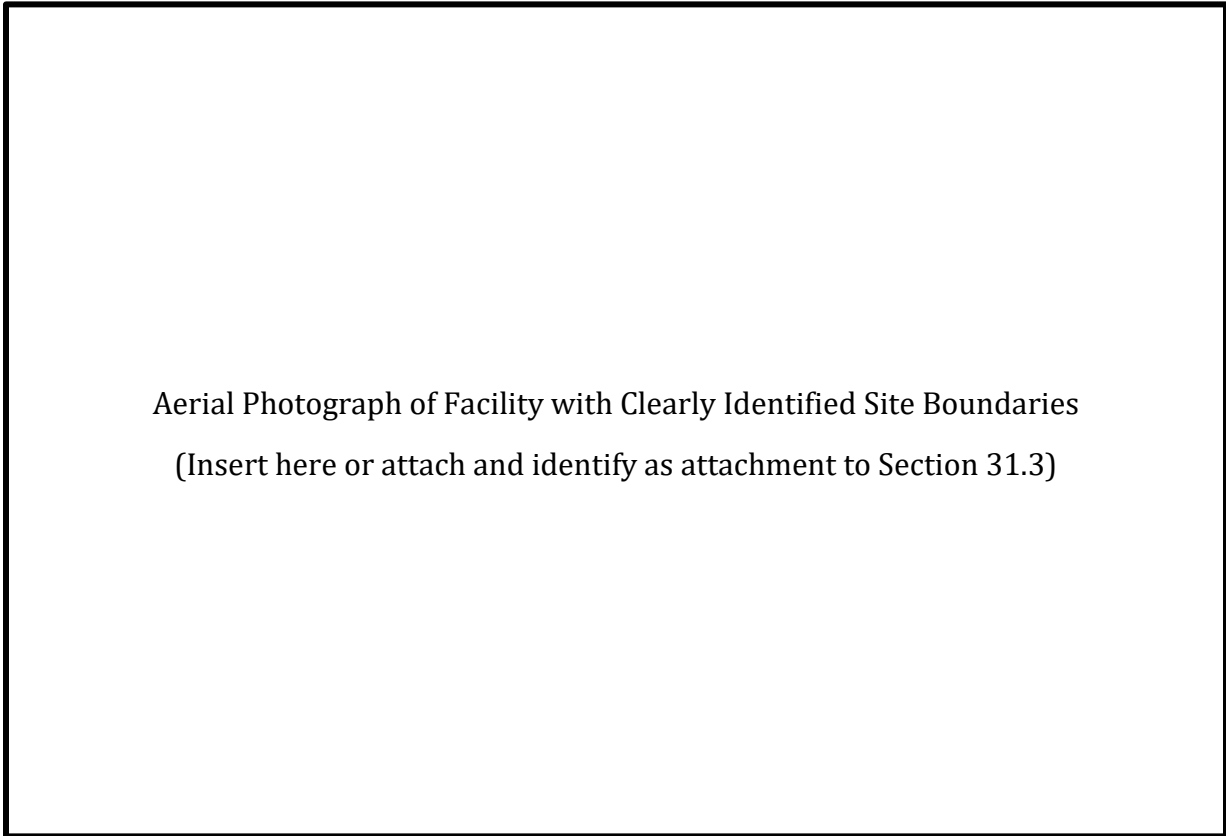 Aerial Photograph of Facility with Clearly Identified Site Boundaries
(Insert here or attach and identify as attachment to Section 31.3)